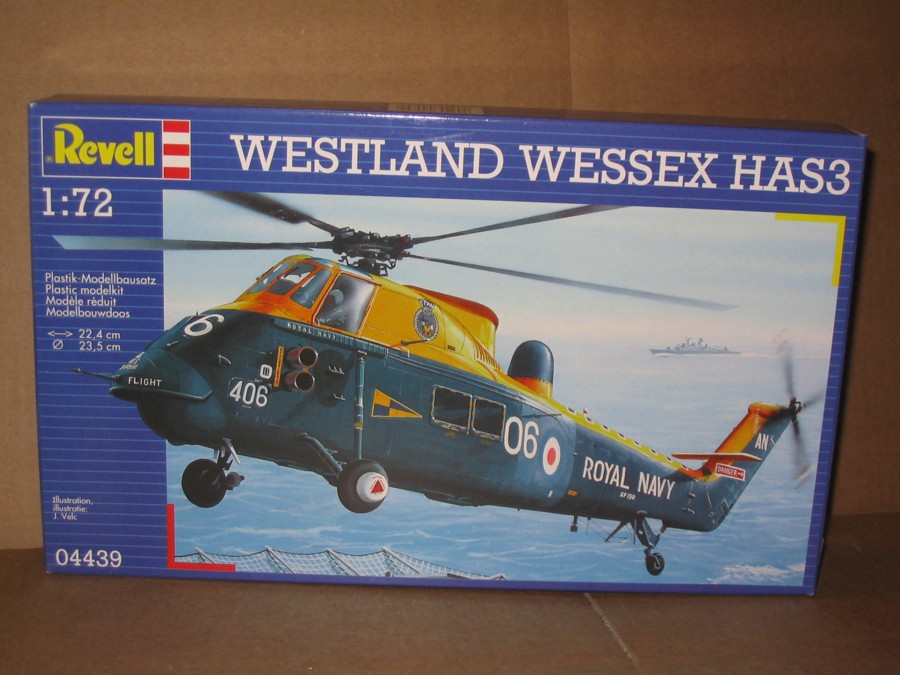 ® Revell
WESTLAND WESSEX HAS3
1:72
Plastik-Modellbausatz
Plastic modelkit
Modèle réduit
Modelbouwdoos
22,4 cm
Ø 23,5 cm
Illustration,
illustratie:
J. Velc
04439
06
ROYAL NAVY
FLIGHT
406
06
ROYAL NAVY
AN
DANGER